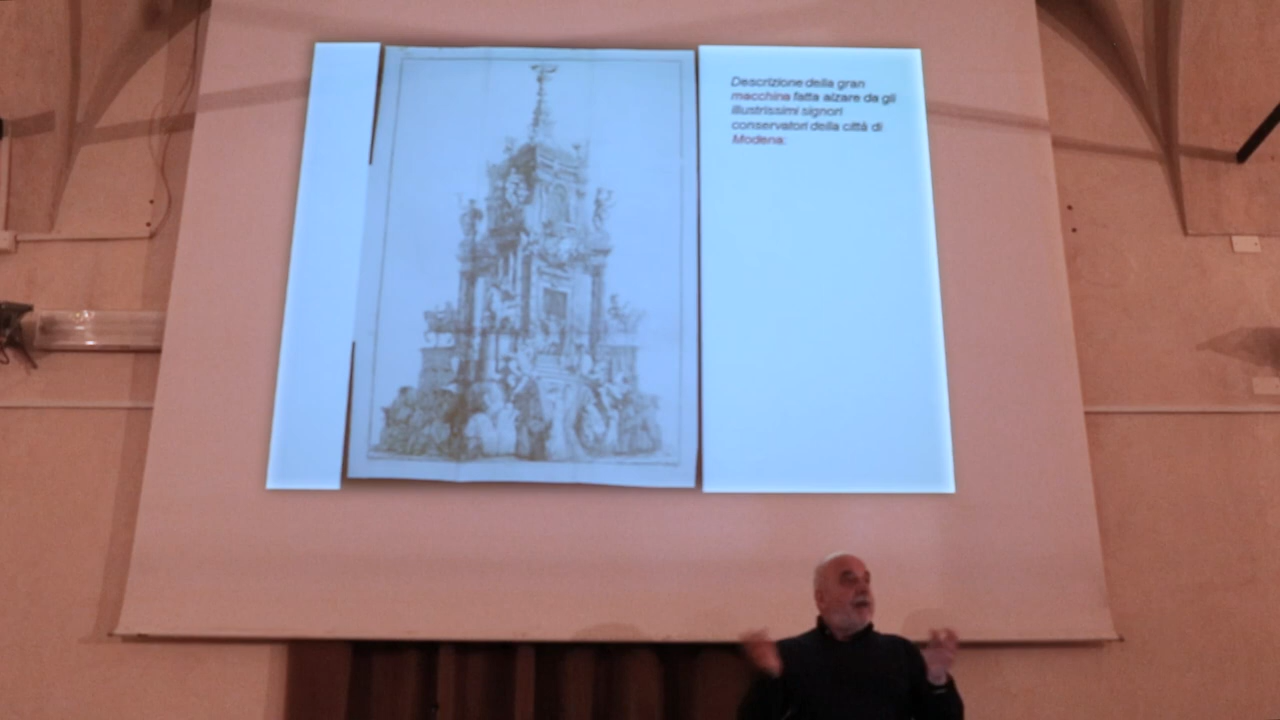 Descrizione della gran
macchina fatta alzare da gli
illustrissimi signori
conservatori della città di
Modena: